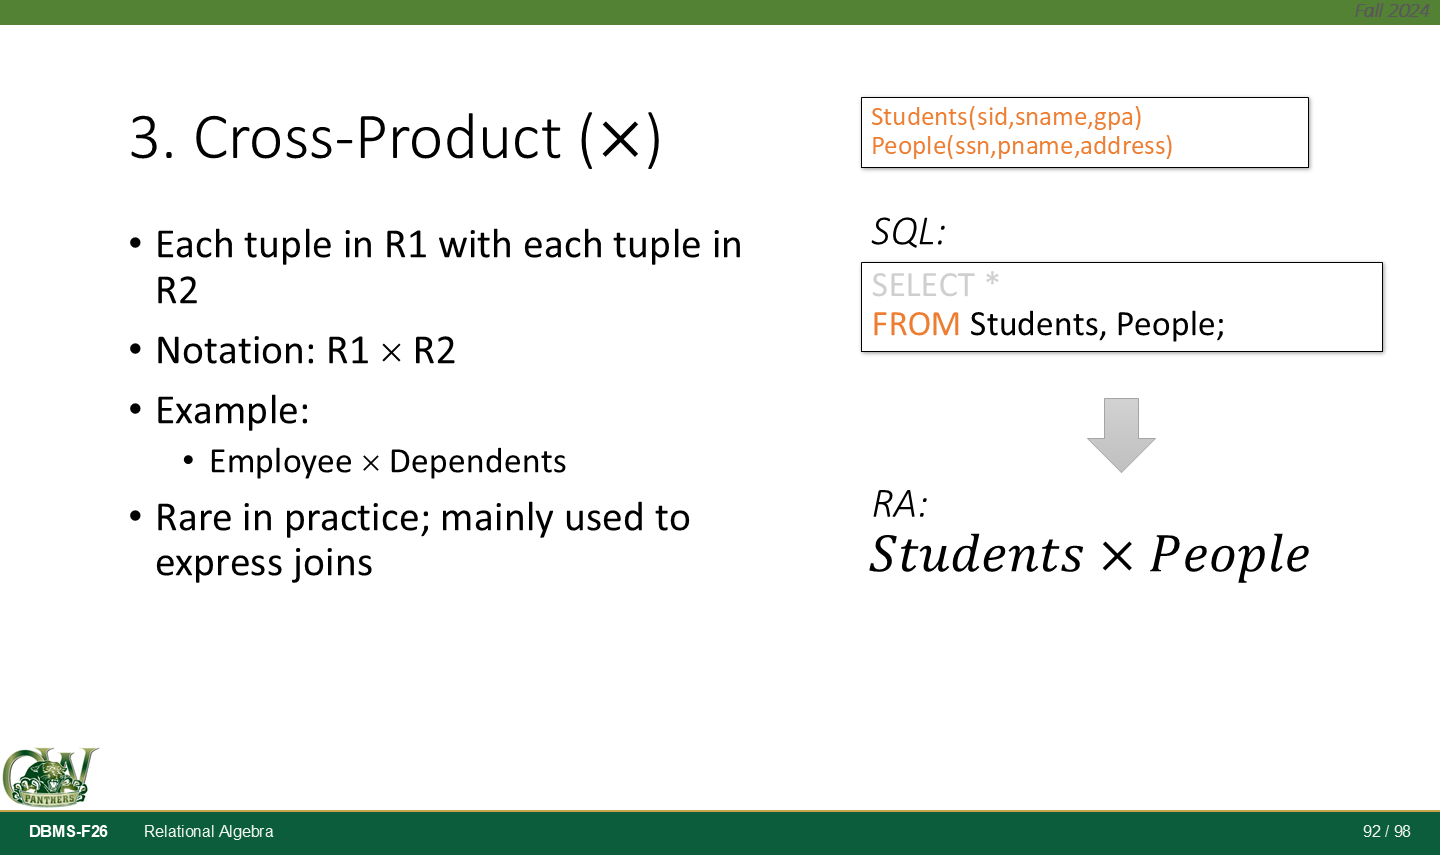 Fall 2024
3. Cross-Product (×)
• Each tuple in R1 with each tuple in
R2
• Notation: R1 × R2
• Example:
• Employee × Dependents
• Rare in practice; mainly used to
express joins
Students(sid,sname,gpa)
People(ssn,pname,address)
SQL:
SELECT *
FROM Students, People;
RA:
Students × People
OW
PANTHERS
DBMS-F26 Relational Algebra 92 / 98